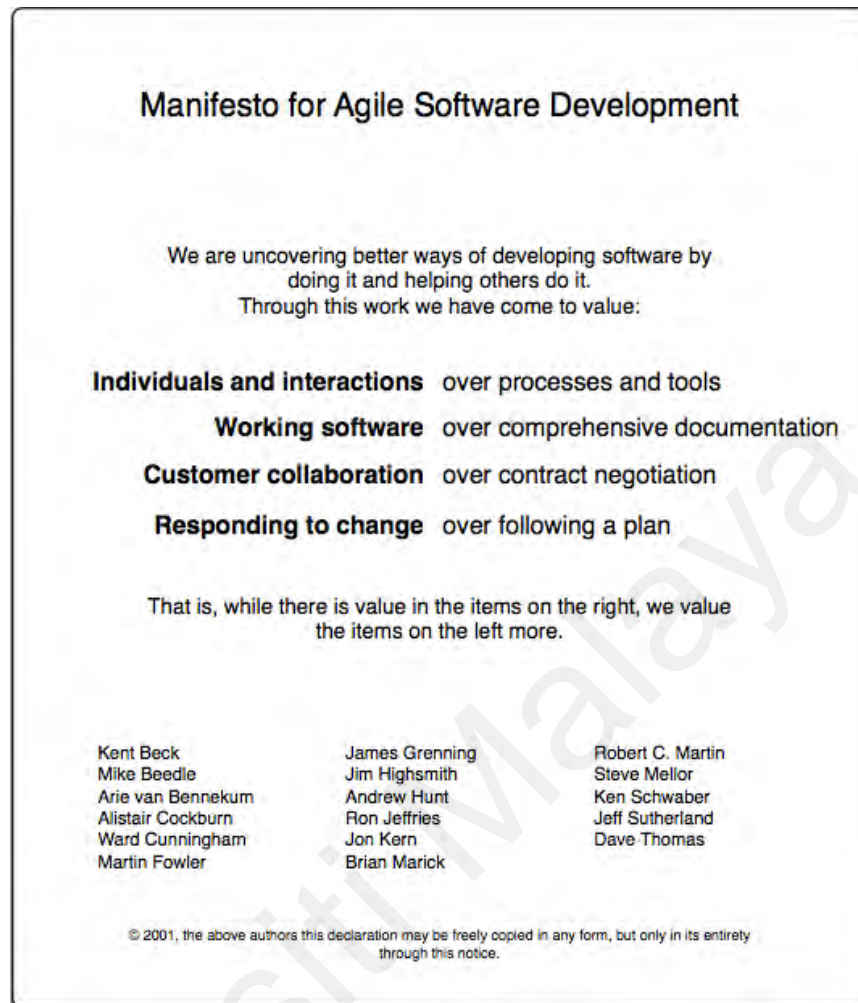 Manifesto for Agile Software Development
We are uncovering better ways of developing software by
doing it and helping others do it.
Through this work we have come to value:
Individuals and interactions over processes and tools
Working software over comprehensive documentation
Customer collaboration over contract negotiation
Responding to change over following a plan
That is, while there is value in the items on the right, we value
the items on the left more.
Kent Beck James Grenning Robert C. Martin
Mike Beedle Jim Highsmith Steve Mellor
Arie van Bennekum Andrew Hunt Ken Schwaber
Alistair Cockburn Ron Jeffries Jeff Sutherland
Ward Cunningham Jon Kern Dave Thomas
Martin Fowler Brian Marick
© 2001, the above authors this declaration may be freely copied in any form, but only in its entirety
through this notice.
siti Malaya